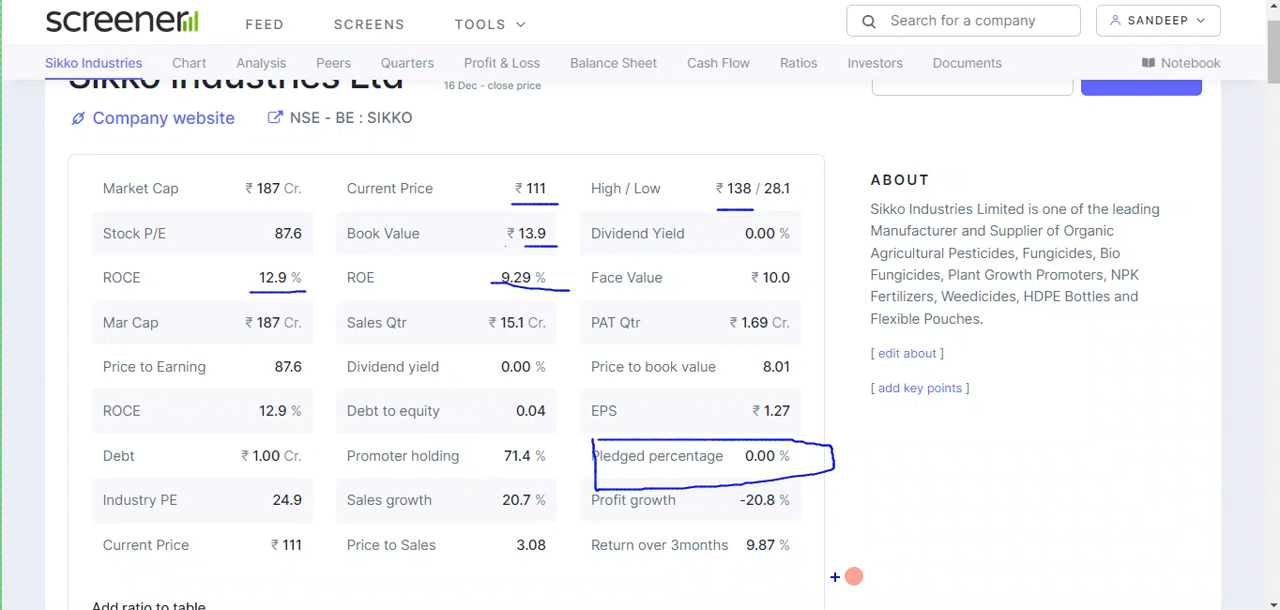 screener
FEED
SCREENS
TOOLS
Search for a company
SANDEEP
Sikko Industries
Chart
Analysis
Peers
Quarters
Profit & Loss
Balance Sheet
Cash Flow
Ratios
Investors
Documents
Notebook
Sikko Industries Ltd
16 Dec - close price
Company website
NSE - BE : SIKKO
Market Cap ₹ 187 Cr.
Current Price ₹ 111
High / Low ₹ 138 / 28.1
Stock P/E 87.6
Book Value ₹ 13.9
Dividend Yield 0.00 %
ROCE 12.9 %
ROE 9.29 %
Face Value ₹ 10.0
Mar Cap ₹ 187 Cr.
Sales Qtr ₹ 15.1 Cr.
PAT Qtr ₹ 1.69 Cr.
Price to Earning 87.6
Dividend yield 0.00 %
Price to book value 8.01
ROCE 12.9 %
Debt to equity 0.04
EPS ₹ 1.27
Debt ₹ 1.00 Cr.
Promoter holding 71.4 %
Pledged percentage 0.00 %
Industry PE 24.9
Sales growth 20.7 %
Profit growth -20.8 %
Current Price ₹ 111
Price to Sales 3.08
Return over 3months 9.87 %
Add ratio to table
ABOUT
Sikko Industries Limited is one of the leading
Manufacturer and Supplier of Organic
Agricultural Pesticides, Fungicides, Bio
Fungicides, Plant Growth Promoters, NPK
Fertilizers, Weedicides, HDPE Bottles and
Flexible Pouches.
[ edit about ]
[ add key points ]